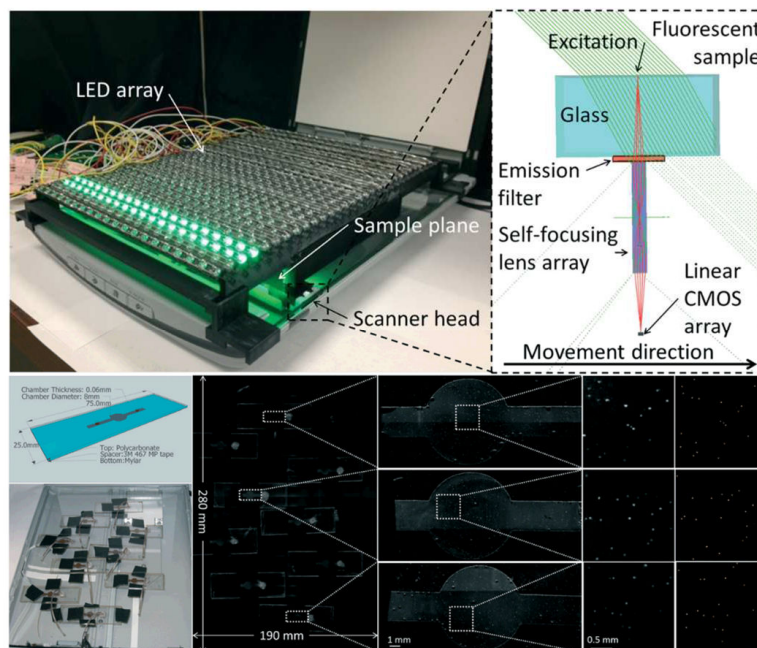 LED array
Sample plane
Scanner head
Excitation
Fluorescent
sample
Glass
Emission
filter
Self-focusing
lens array
Linear
CMOS
array
Movement direction
Chamber Thickness: 0.06mm
Chamber Diameter: 8mm
75.0mm
25.0mm
Top: Polycarbonate
Spacer:3M 467 MP tape
Bottom:Mylar
280 mm
190 mm
1 mm
0.5 mm